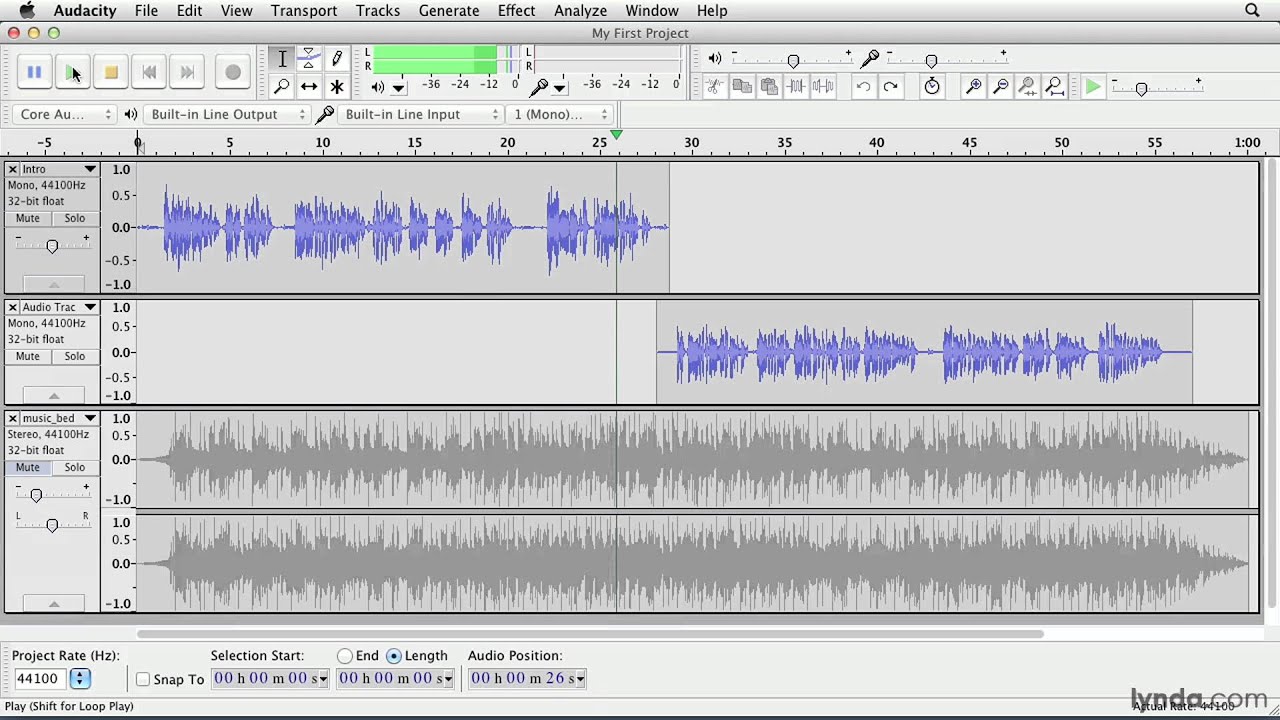 Audacity File Edit View Transport Tracks Generate Effect Analyze Window Help
My First Project
L
R
-36 -24 -12 0
L
R
-36 -24 -12 0
- +
- +
- +
Core Au... Built-in Line Output Built-in Line Input 1 (Mono)...
-5 0 5 10 15 20 25 30 35 40 45 50 55 1:00
Intro
Mono, 44100Hz
32-bit float
Mute Solo
- +
1.0
0.5
0.0
-0.5
-1.0
Audio Trac
Mono, 44100Hz
32-bit float
Mute Solo
1.0
0.5
0.0
-0.5
-1.0
music_bed
Stereo, 44100Hz
32-bit float
Mute Solo
- +
L R
1.0
0.5
0.0
-1.0
1.0
0.5
0.0
-1.0
Project Rate (Hz): Selection Start: End Length Audio Position:
44100 Snap To 00 h 00 m 00 s 00 h 00 m 00 s 00 h 00 m 26 s
Play (Shift for Loop Play) Actual Rate: 44100
lynda.com